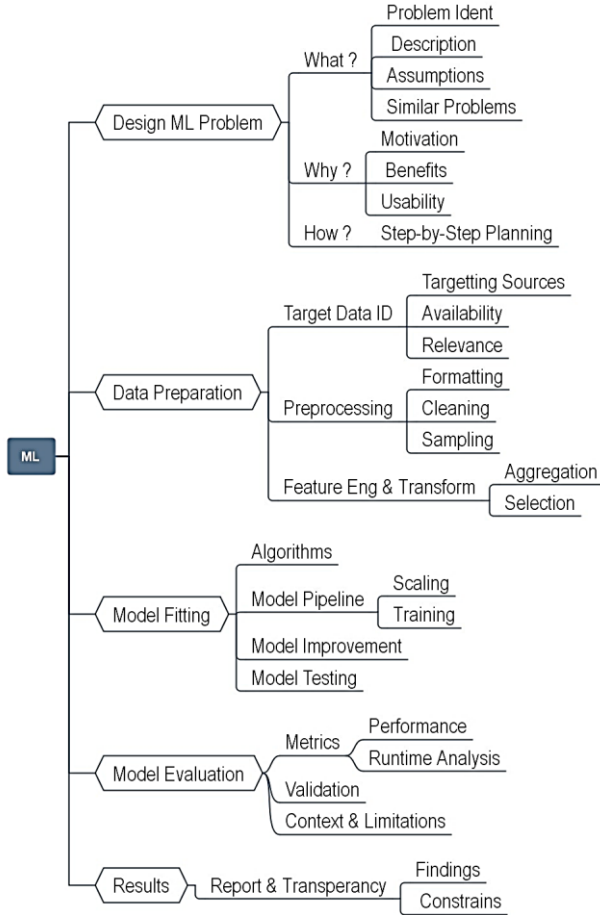 Problem Ident
Description
What ?
Assumptions
Similar Problems
Design ML Problem
Motivation
Why ?
Benefits
Usability
How ?
Step-by-Step Planning
Targetting Sources
Target Data ID
Availability
Relevance
Data Preparation
Formatting
Preprocessing
Cleaning
Sampling
ML
Feature Eng & Transform
Aggregation
Selection
Algorithms
Model Pipeline
Scaling
Training
Model Fitting
Model Improvement
Model Testing
Metrics
Performance
Runtime Analysis
Model Evaluation
Validation
Context & Limitations
Results
Report & Transperancy
Findings
Constrains